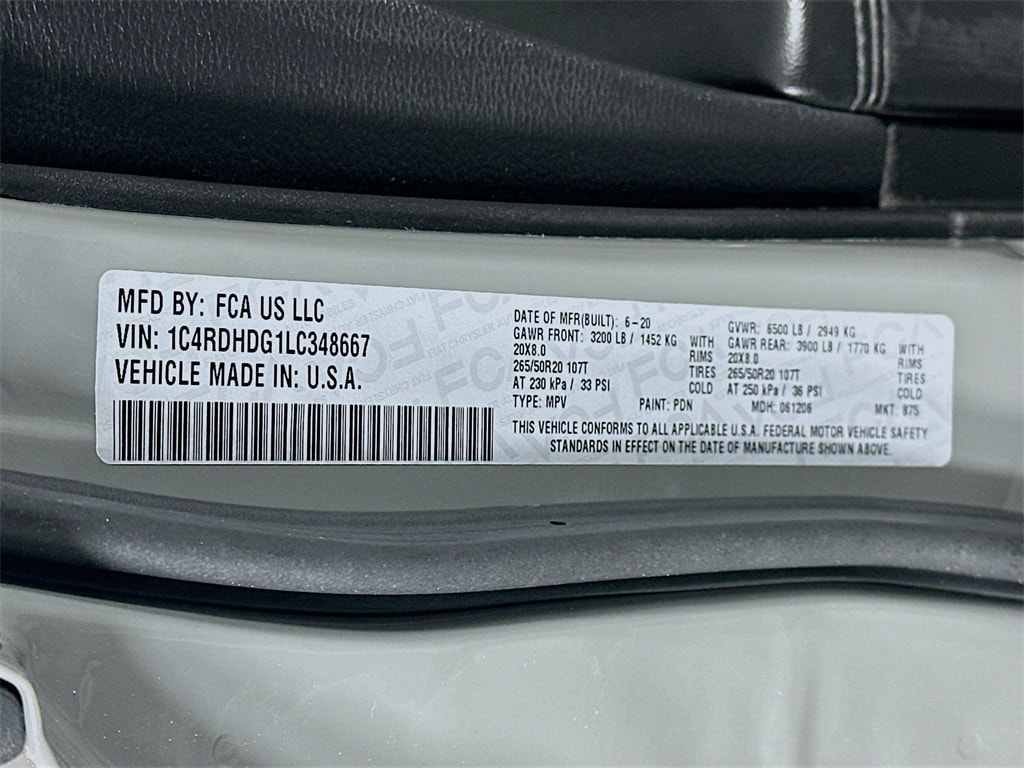 MFD BY: FCA US LLC
VIN: 1C4RDHDG1LC348667
VEHICLE MADE IN: U.S.A.
DATE OF MFR(BUILT): 6-20
GAWR FRONT: 3200 LB / 1452 KG WITH
20X8.0 RIMS
265/50R20 107T TIRES
AT 230 kPa / 33 PSI COLD
TYPE: MPV PAINT: PDN
GVWR: 6500 LB / 2949 KG
GAWR REAR: 3900 LB / 1770 KG WITH
20X8.0 RIMS
265/50R20 107T TIRES
AT 250 kPa / 36 PSI COLD
MDH: 061206 MKT: 875
THIS VEHICLE CONFORMS TO ALL APPLICABLE U.S.A. FEDERAL MOTOR VEHICLE SAFETY
STANDARDS IN EFFECT ON THE DATE OF MANUFACTURE SHOWN ABOVE.